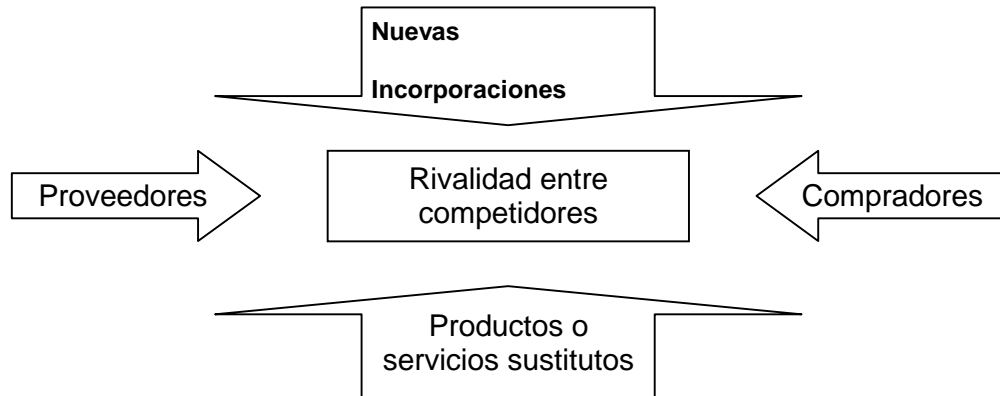 Nuevas
Incorporaciones
Proveedores
Rivalidad entre
competidores
Compradores
Productos o
servicios sustitutos